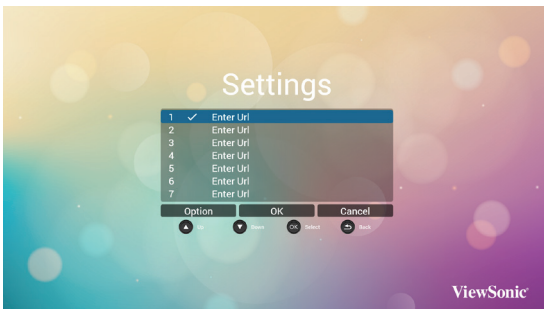 Settings
1 ✓ Enter Url
2 Enter Url
3 Enter Url
4 Enter Url
5 Enter Url
6 Enter Url
7 Enter Url
Option OK Cancel
Up Down OK Select Back
ViewSonic®